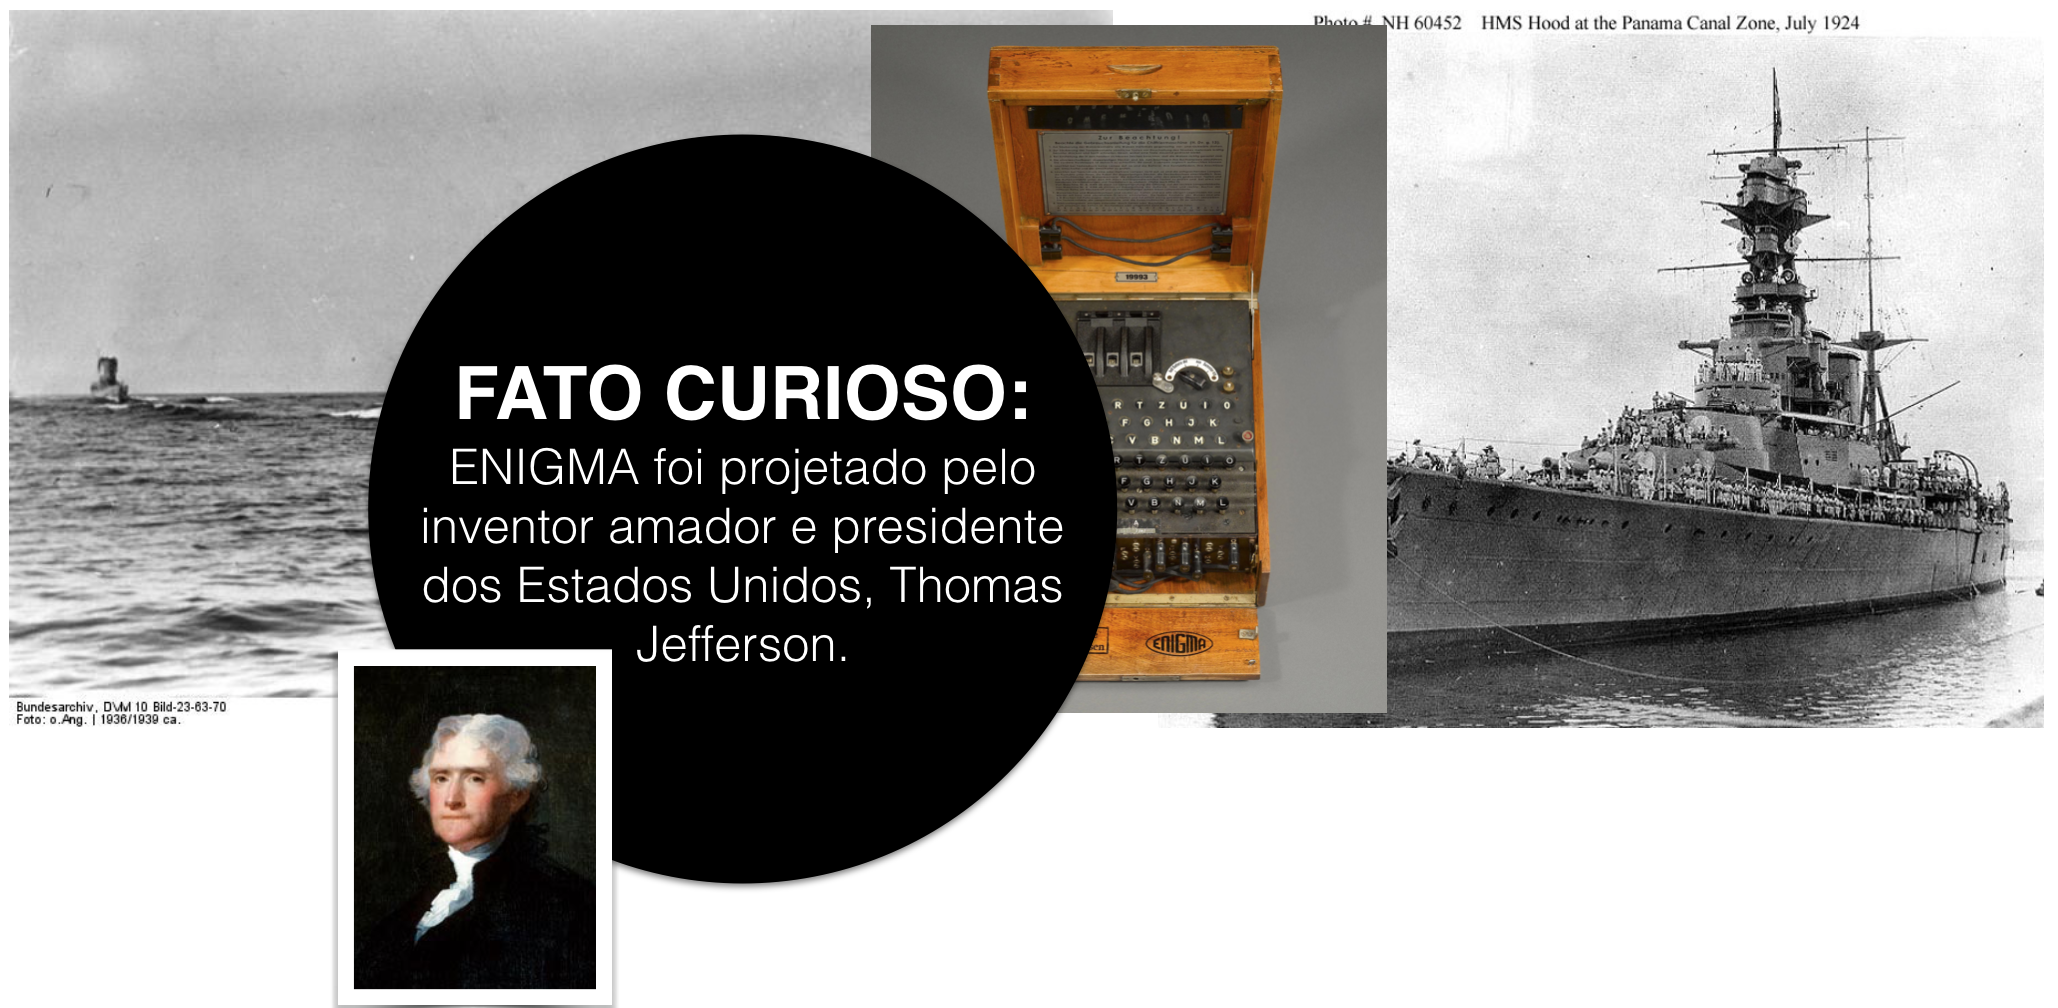 Photo # NH 60452 HMS Hood at the Panama Canal Zone, July 1924
Zur Beachtung!
19993
R T Z U I O
F G H J K
V B N M L
R T Z U I O
F G H J K
V B N M L
A
ENIGMA
FATO CURIOSO:
ENIGMA foi projetado pelo
inventor amador e presidente
dos Estados Unidos, Thomas
Jefferson.
Bundesarchiv, DVM 10 Bild-23-63-70
Foto: o.Ang. | 1936/1939 ca.